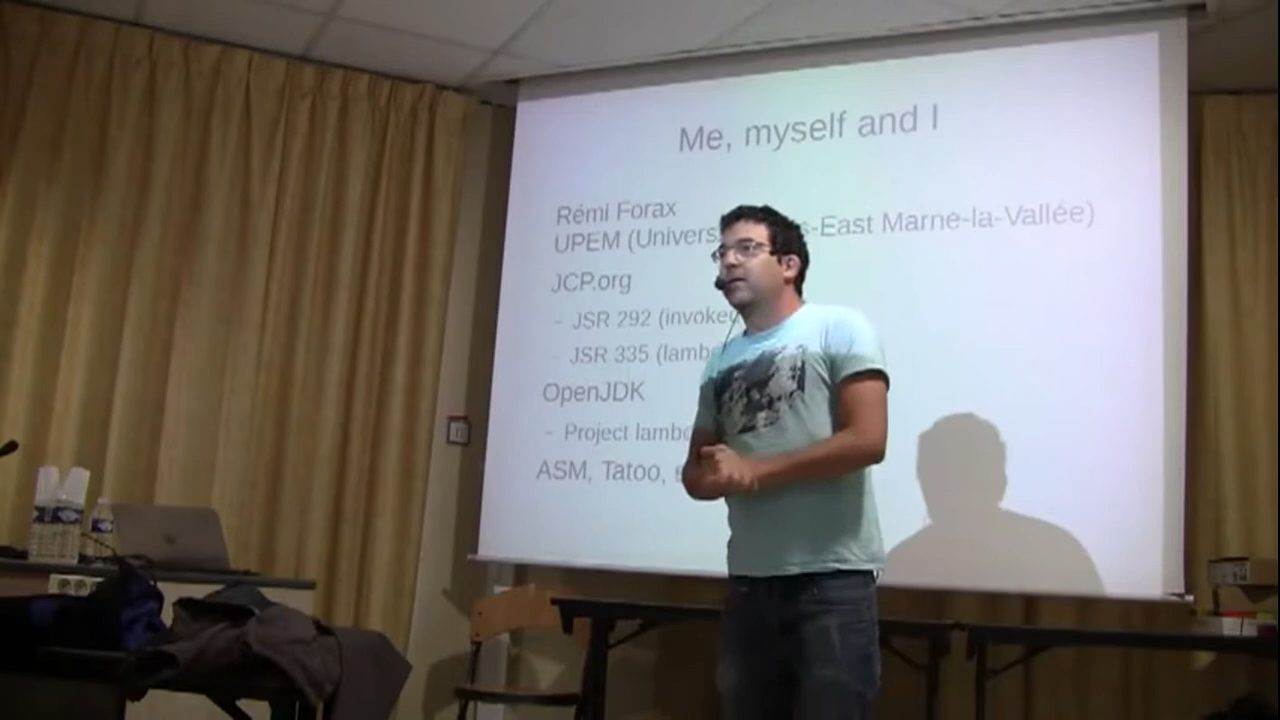 Me, myself and I
Rémi Forax
UPEM (Univers s-East Marne-la-Vallée)
JCP.org
– JSR 292 (invoke
– JSR 335 (lamb
OpenJDK
– Project lamb
ASM, Tatoo,